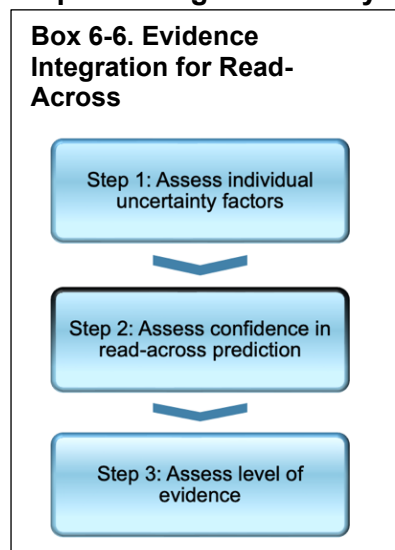 Box 6-6. Evidence
Integration for Read-
Across
Step 1: Assess individual
uncertainty factors
Step 2: Assess confidence in
read-across prediction
Step 3: Assess level of
evidence